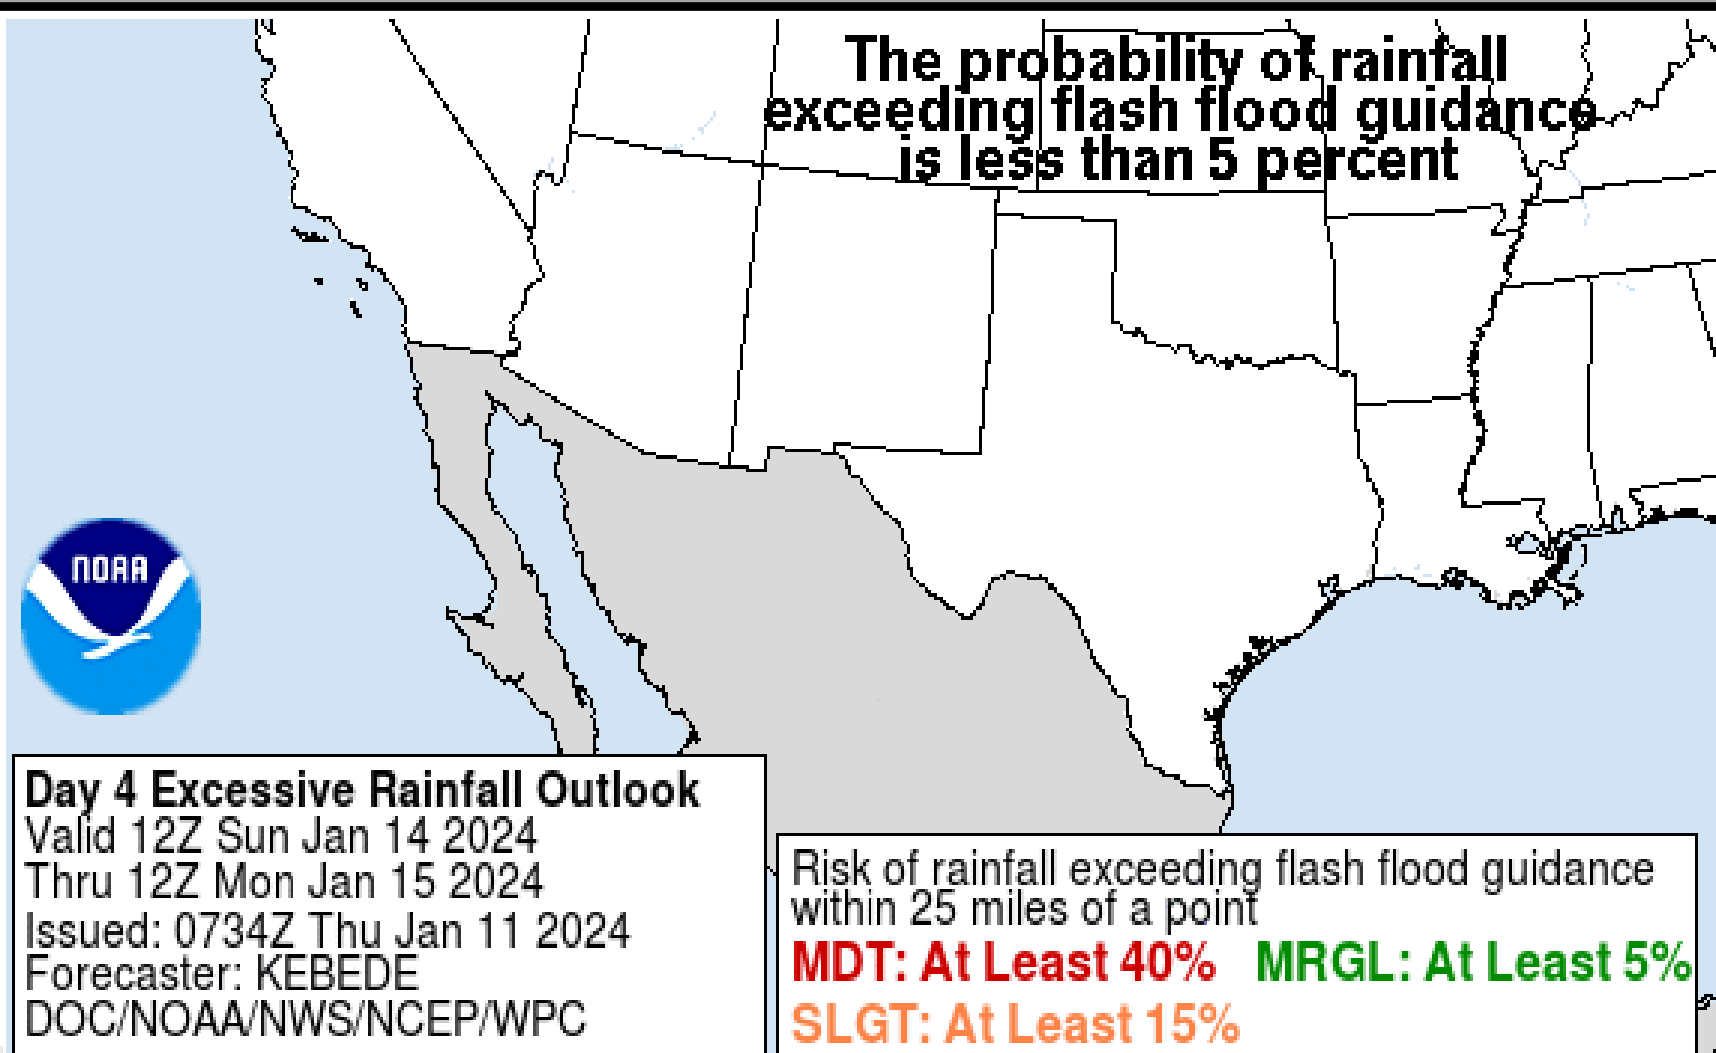 The probability of rainfall
exceeding flash flood guidance
is less than 5 percent
NOAA
Day 4 Excessive Rainfall Outlook
Valid 12Z Sun Jan 14 2024
Thru 12Z Mon Jan 15 2024
Issued: 0734Z Thu Jan 11 2024
Forecaster: KEBEDE
DOC/NOAA/NWS/NCEP/WPC
Risk of rainfall exceeding flash flood guidance
within 25 miles of a point
MDT: At Least 40% MRGL: At Least 5%
SLGT: At Least 15%